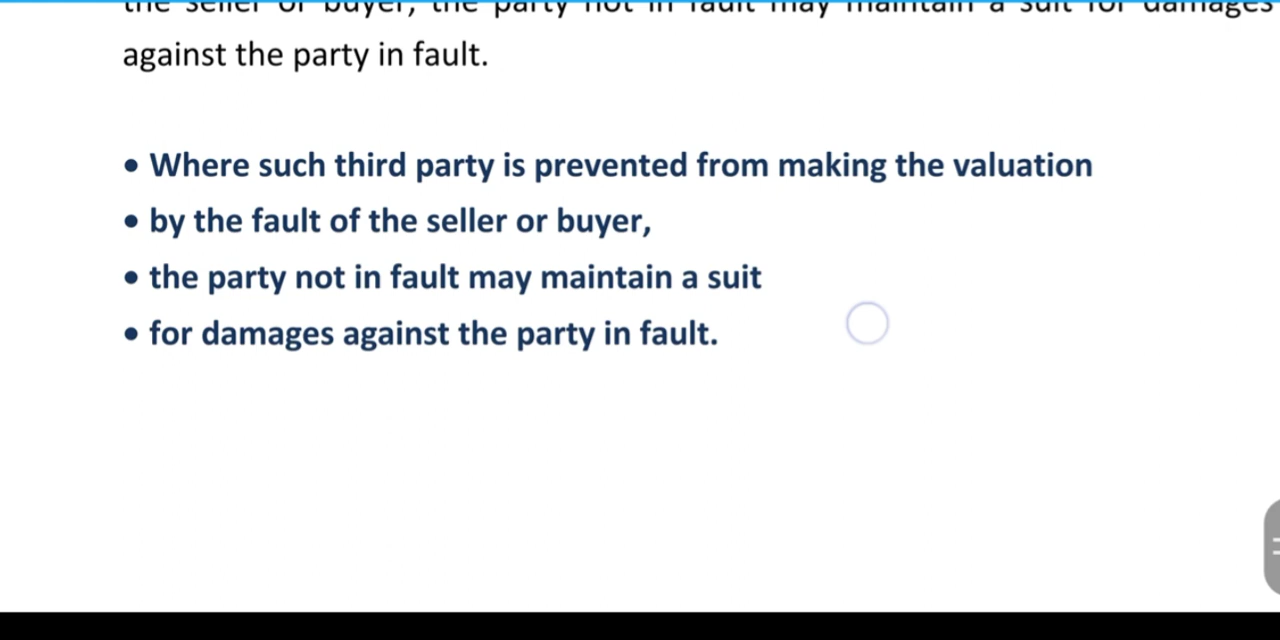 the seller or buyer, the party not in fault may maintain a suit for damages
against the party in fault.
• Where such third party is prevented from making the valuation
• by the fault of the seller or buyer,
• the party not in fault may maintain a suit
• for damages against the party in fault.